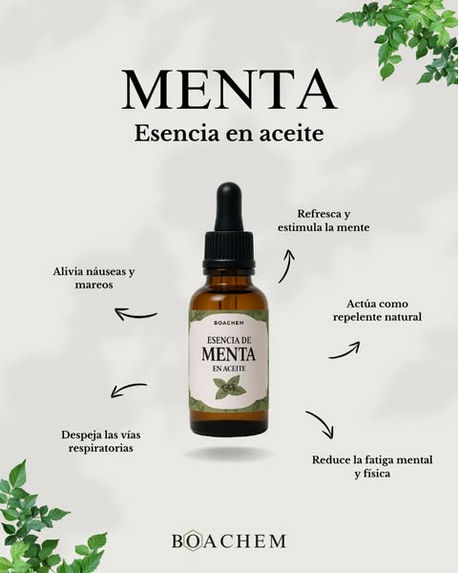 MENTA
Esencia en aceite
Refresca y
estimula la mente
Alivia náuseas y
mareos
Actúa como
repelente natural
BOACHEM
ESENCIA DE
MENTA
EN ACEITE
Despeja las vías
respiratorias
Reduce la fatiga mental
y física
BOACHEM